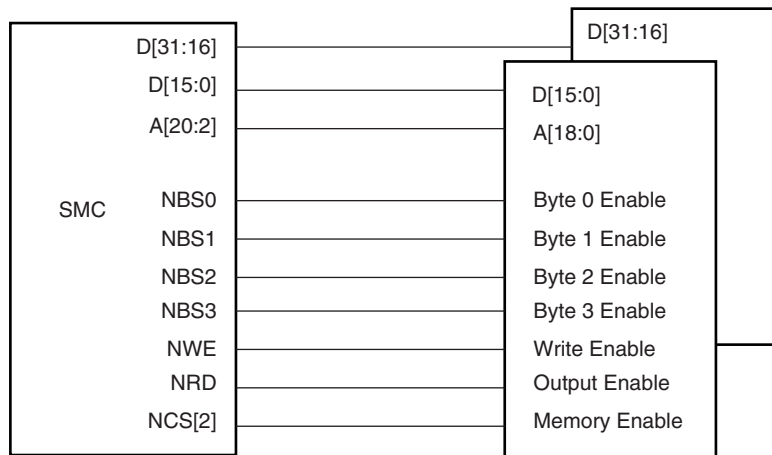 D[31:16] D[31:16]
D[15:0] D[15:0]
A[20:2] A[18:0]
SMC NBS0 Byte 0 Enable
NBS1 Byte 1 Enable
NBS2 Byte 2 Enable
NBS3 Byte 3 Enable
NWE Write Enable
NRD Output Enable
NCS[2] Memory Enable